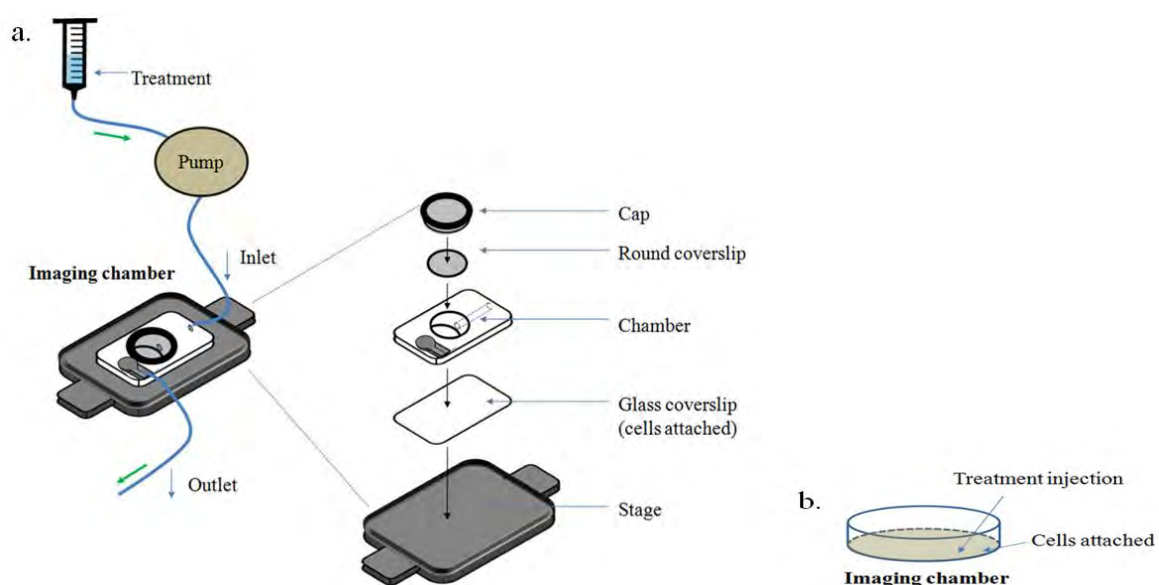 a.
Treatment
Pump
Inlet
Imaging chamber
Outlet
Cap
Round coverslip
Chamber
Glass coverslip
(cells attached)
Stage
b.
Treatment injection
Cells attached
Imaging chamber